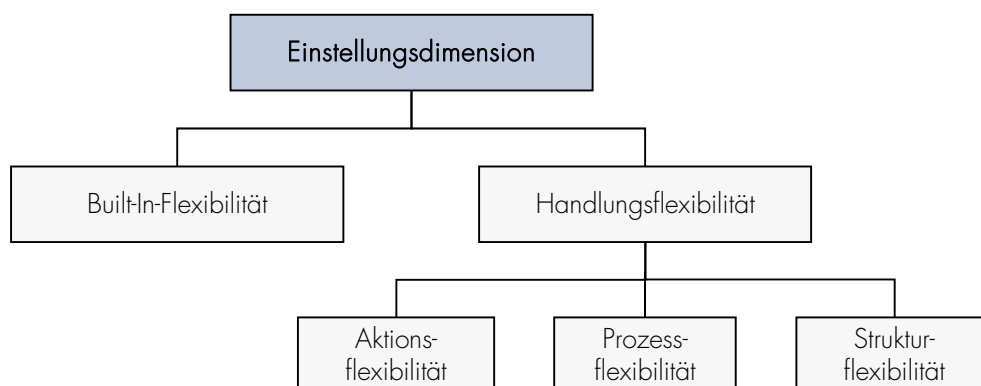 Einstellungsdimension
Built-In-Flexibilität
Handlungsflexibilität
Aktions-
flexibilität
Prozess-
flexibilität
Struktur-
flexibilität